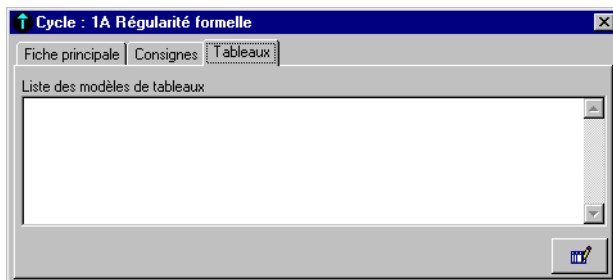 Cycle : 1A Régularité formelle
Fiche principale Consignes Tableaux
Liste des modèles de tableaux